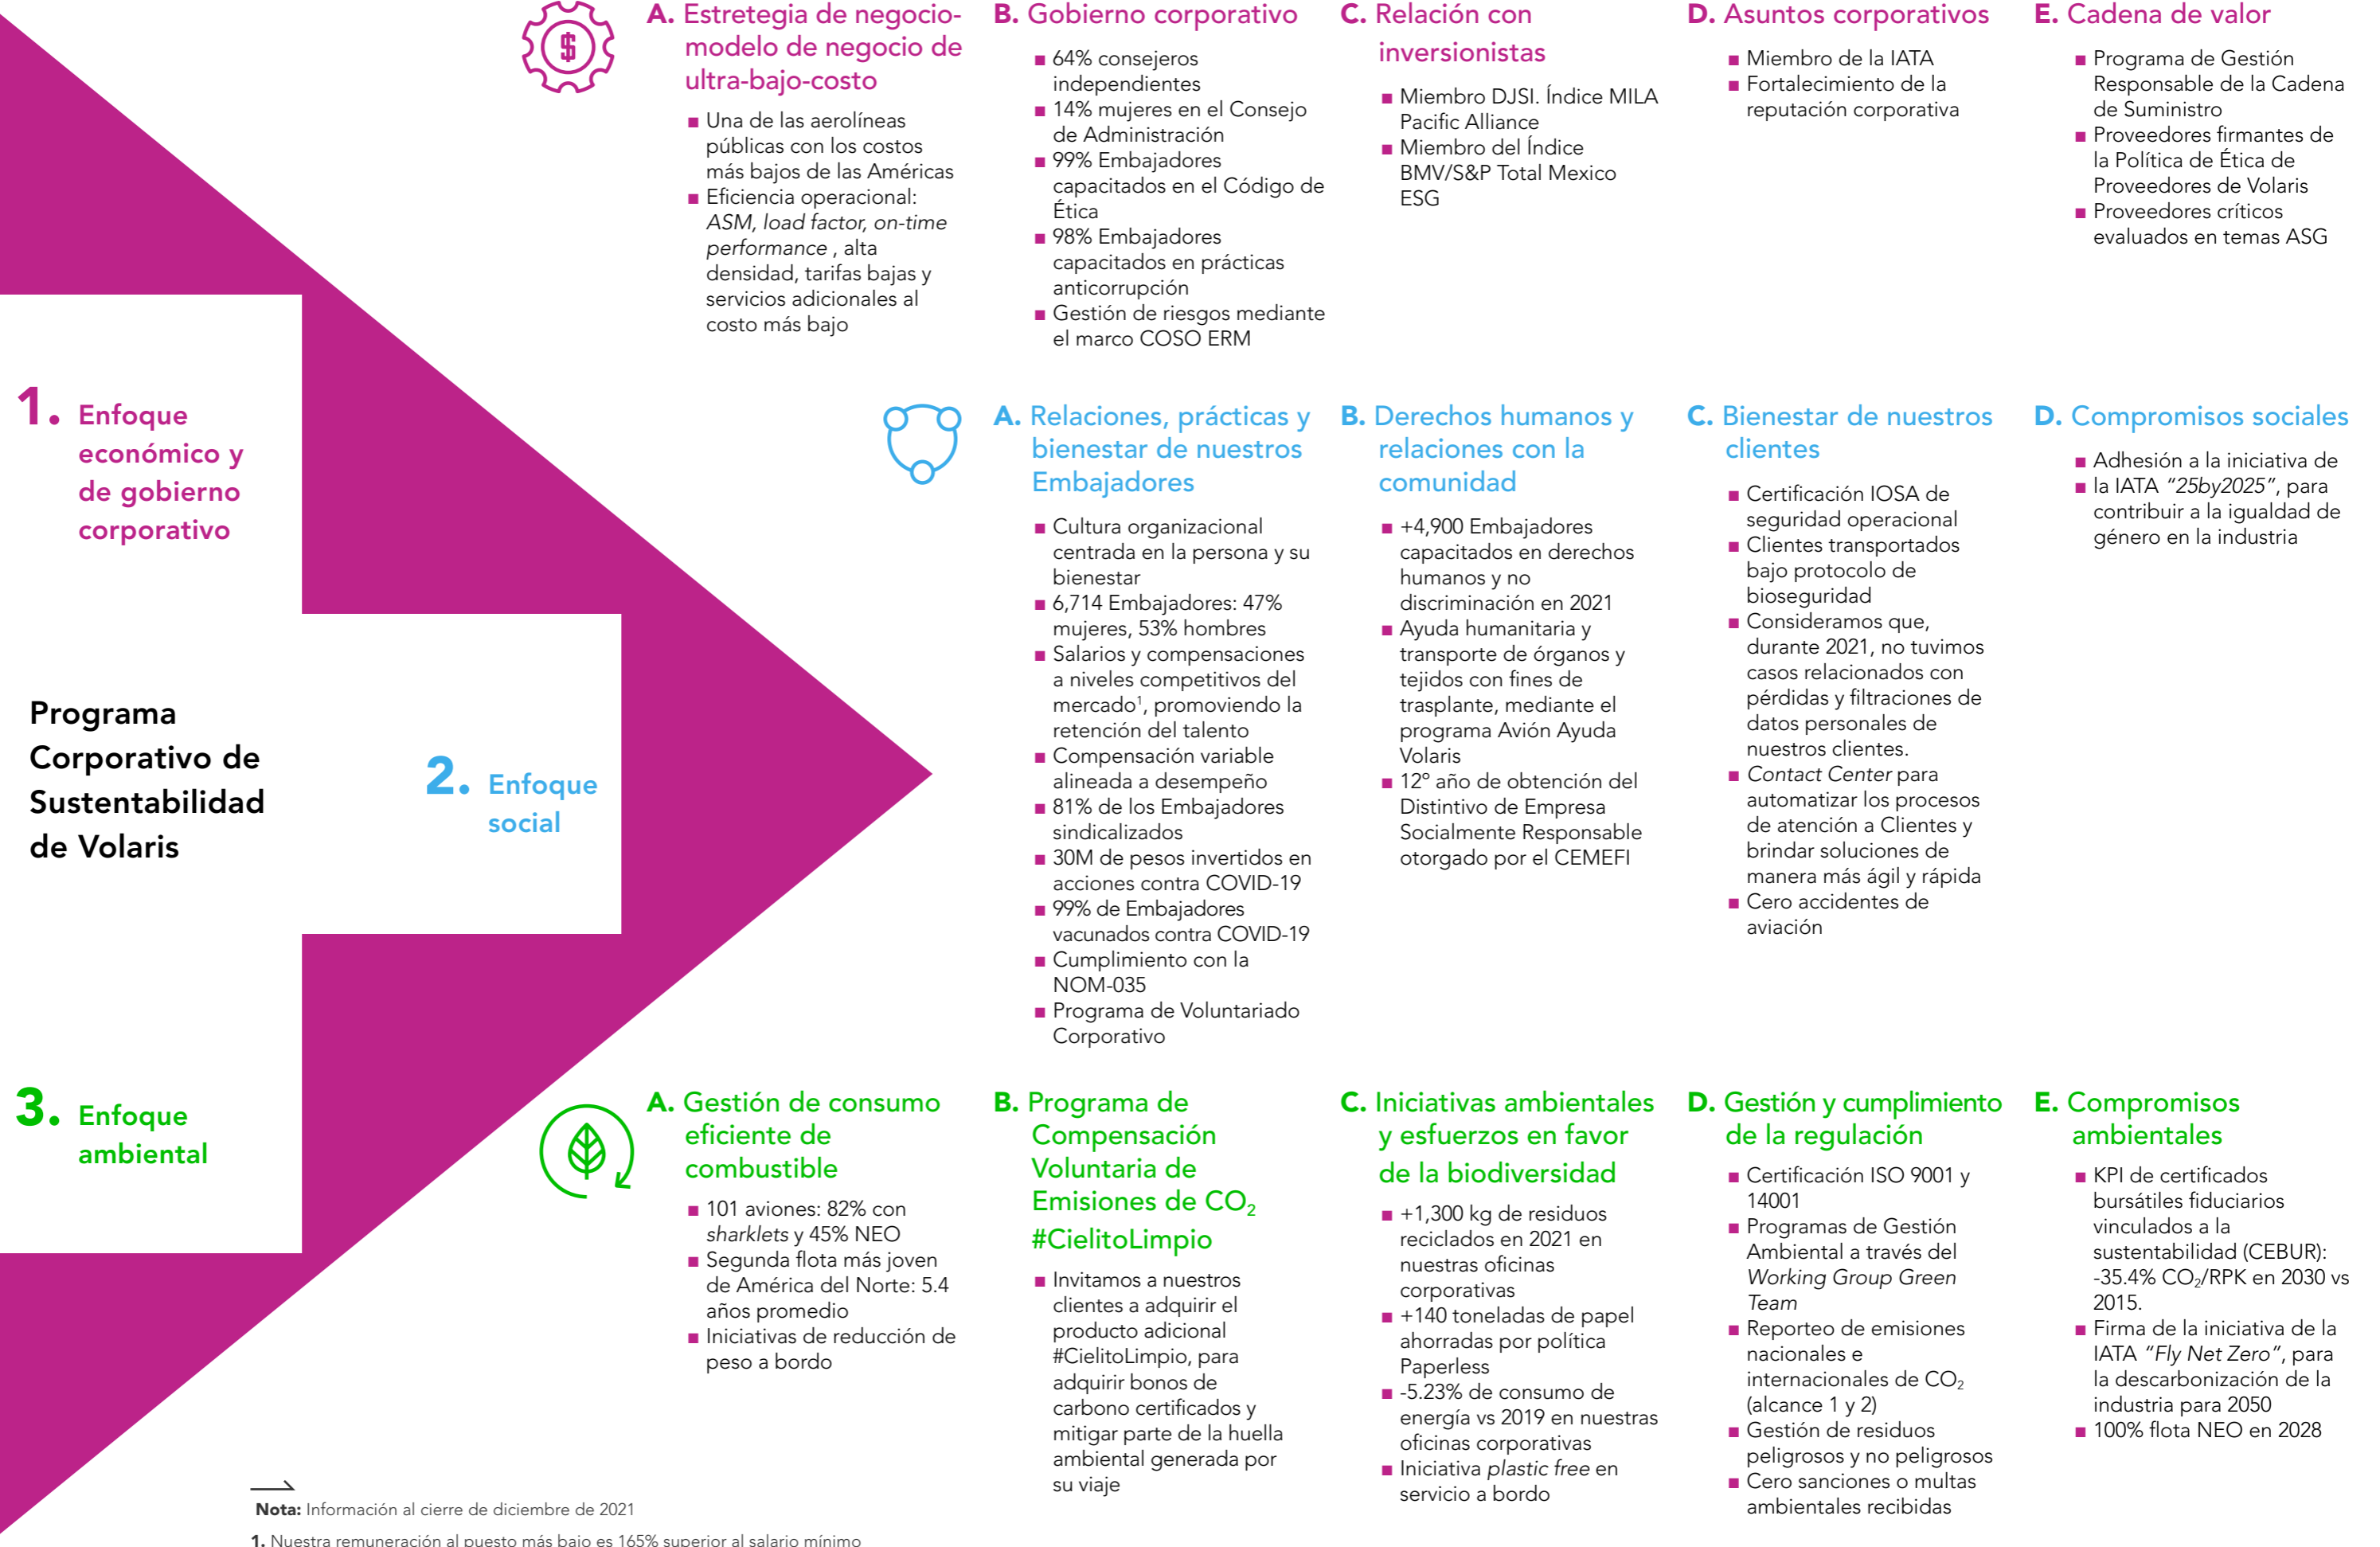 A. Estretegia de negocio-
modelo de negocio de
ultra-bajo-costo
■ Una de las aerolíneas
públicas con los costos
más bajos de las Américas
■ Eficiencia operacional:
ASM, load factor, on-time
performance , alta
densidad, tarifas bajas y
servicios adicionales al
costo más bajo
B. Gobierno corporativo
■ 64% consejeros
independientes
■ 14% mujeres en el Consejo
de Administración
■ 99% Embajadores
capacitados en el Código de
Ética
■ 98% Embajadores
capacitados en prácticas
anticorrupción
■ Gestión de riesgos mediante
el marco COSO ERM
C. Relación con
inversionistas
■ Miembro DJSI. Índice MILA
Pacific Alliance
■ Miembro del Índice
BMV/S&P Total Mexico
ESG
D. Asuntos corporativos
■ Miembro de la IATA
■ Fortalecimiento de la
reputación corporativa
E. Cadena de valor
■ Programa de Gestión
Responsable de la Cadena
de Suministro
■ Proveedores firmantes de
la Política de Ética de
Proveedores de Volaris
■ Proveedores críticos
evaluados en temas ASG
1. Enfoque
económico y
de gobierno
corporativo
Programa
Corporativo de
Sustentabilidad
de Volaris
2. Enfoque
social
A. Relaciones, prácticas y
bienestar de nuestros
Embajadores
■ Cultura organizacional
centrada en la persona y su
bienestar
■ 6,714 Embajadores: 47%
mujeres, 53% hombres
■ Salarios y compensaciones
a niveles competitivos del
mercado¹, promoviendo la
retención del talento
■ Compensación variable
alineada a desempeño
■ 81% de los Embajadores
sindicalizados
■ 30M de pesos invertidos en
acciones contra COVID-19
■ 99% de Embajadores
vacunados contra COVID-19
■ Cumplimiento con la
NOM-035
■ Programa de Voluntariado
Corporativo
B. Derechos humanos y
relaciones con la
comunidad
■ +4,900 Embajadores
capacitados en derechos
humanos y no
discriminación en 2021
■ Ayuda humanitaria y
transporte de órganos y
tejidos con fines de
trasplante, mediante el
programa Avión Ayuda
Volaris
■ 12º año de obtención del
Distintivo de Empresa
Socialmente Responsable
otorgado por el CEMEFI
C. Bienestar de nuestros
clientes
■ Certificación IOSA de
seguridad operacional
■ Clientes transportados
bajo protocolo de
bioseguridad
■ Consideramos que,
durante 2021, no tuvimos
casos relacionados con
pérdidas y filtraciones de
datos personales de
nuestros clientes.
■ Contact Center para
automatizar los procesos
de atención a Clientes y
brindar soluciones de
manera más ágil y rápida
■ Cero accidentes de
aviación
D. Compromisos sociales
■ Adhesión a la iniciativa de
■ la IATA “25by2025”, para
contribuir a la igualdad de
género en la industria
3. Enfoque
ambiental
A. Gestión de consumo
eficiente de
combustible
■ 101 aviones: 82% con
sharklets y 45% NEO
■ Segunda flota más joven
de América del Norte: 5.4
años promedio
■ Iniciativas de reducción de
peso a bordo
B. Programa de
Compensación
Voluntaria de
Emisiones de CO₂
#CielitoLimpio
■ Invitamos a nuestros
clientes a adquirir el
producto adicional
#CielitoLimpio, para
adquirir bonos de
carbono certificados y
mitigar parte de la huella
ambiental generada por
su viaje
C. Iniciativas ambientales
y esfuerzos en favor
de la biodiversidad
■ +1,300 kg de residuos
reciclados en 2021 en
nuestras oficinas
corporativas
■ +140 toneladas de papel
ahorradas por política
Paperless
■ -5.23% de consumo de
energía vs 2019 en nuestras
oficinas corporativas
■ Iniciativa plastic free en
servicio a bordo
D. Gestión y cumplimiento
de la regulación
■ Certificación ISO 9001 y
14001
■ Programas de Gestión
Ambiental a través del
Working Group Green
Team
■ Reporteo de emisiones
nacionales e
internacionales de CO₂
(alcance 1 y 2)
■ Gestión de residuos
peligrosos y no peligrosos
■ Cero sanciones o multas
ambientales recibidas
E. Compromisos
ambientales
■ KPI de certificados
bursátiles fiduciarios
vinculados a la
sustentabilidad (CEBUR):
-35.4% CO₂/RPK en 2030 vs
2015.
■ Firma de la iniciativa de la
IATA “Fly Net Zero”, para
la descarbonización de la
industria para 2050
■ 100% flota NEO en 2028
Nota: Información al cierre de diciembre de 2021
1. Nuestra remuneración al puesto más bajo es 165% superior al salario mínimo